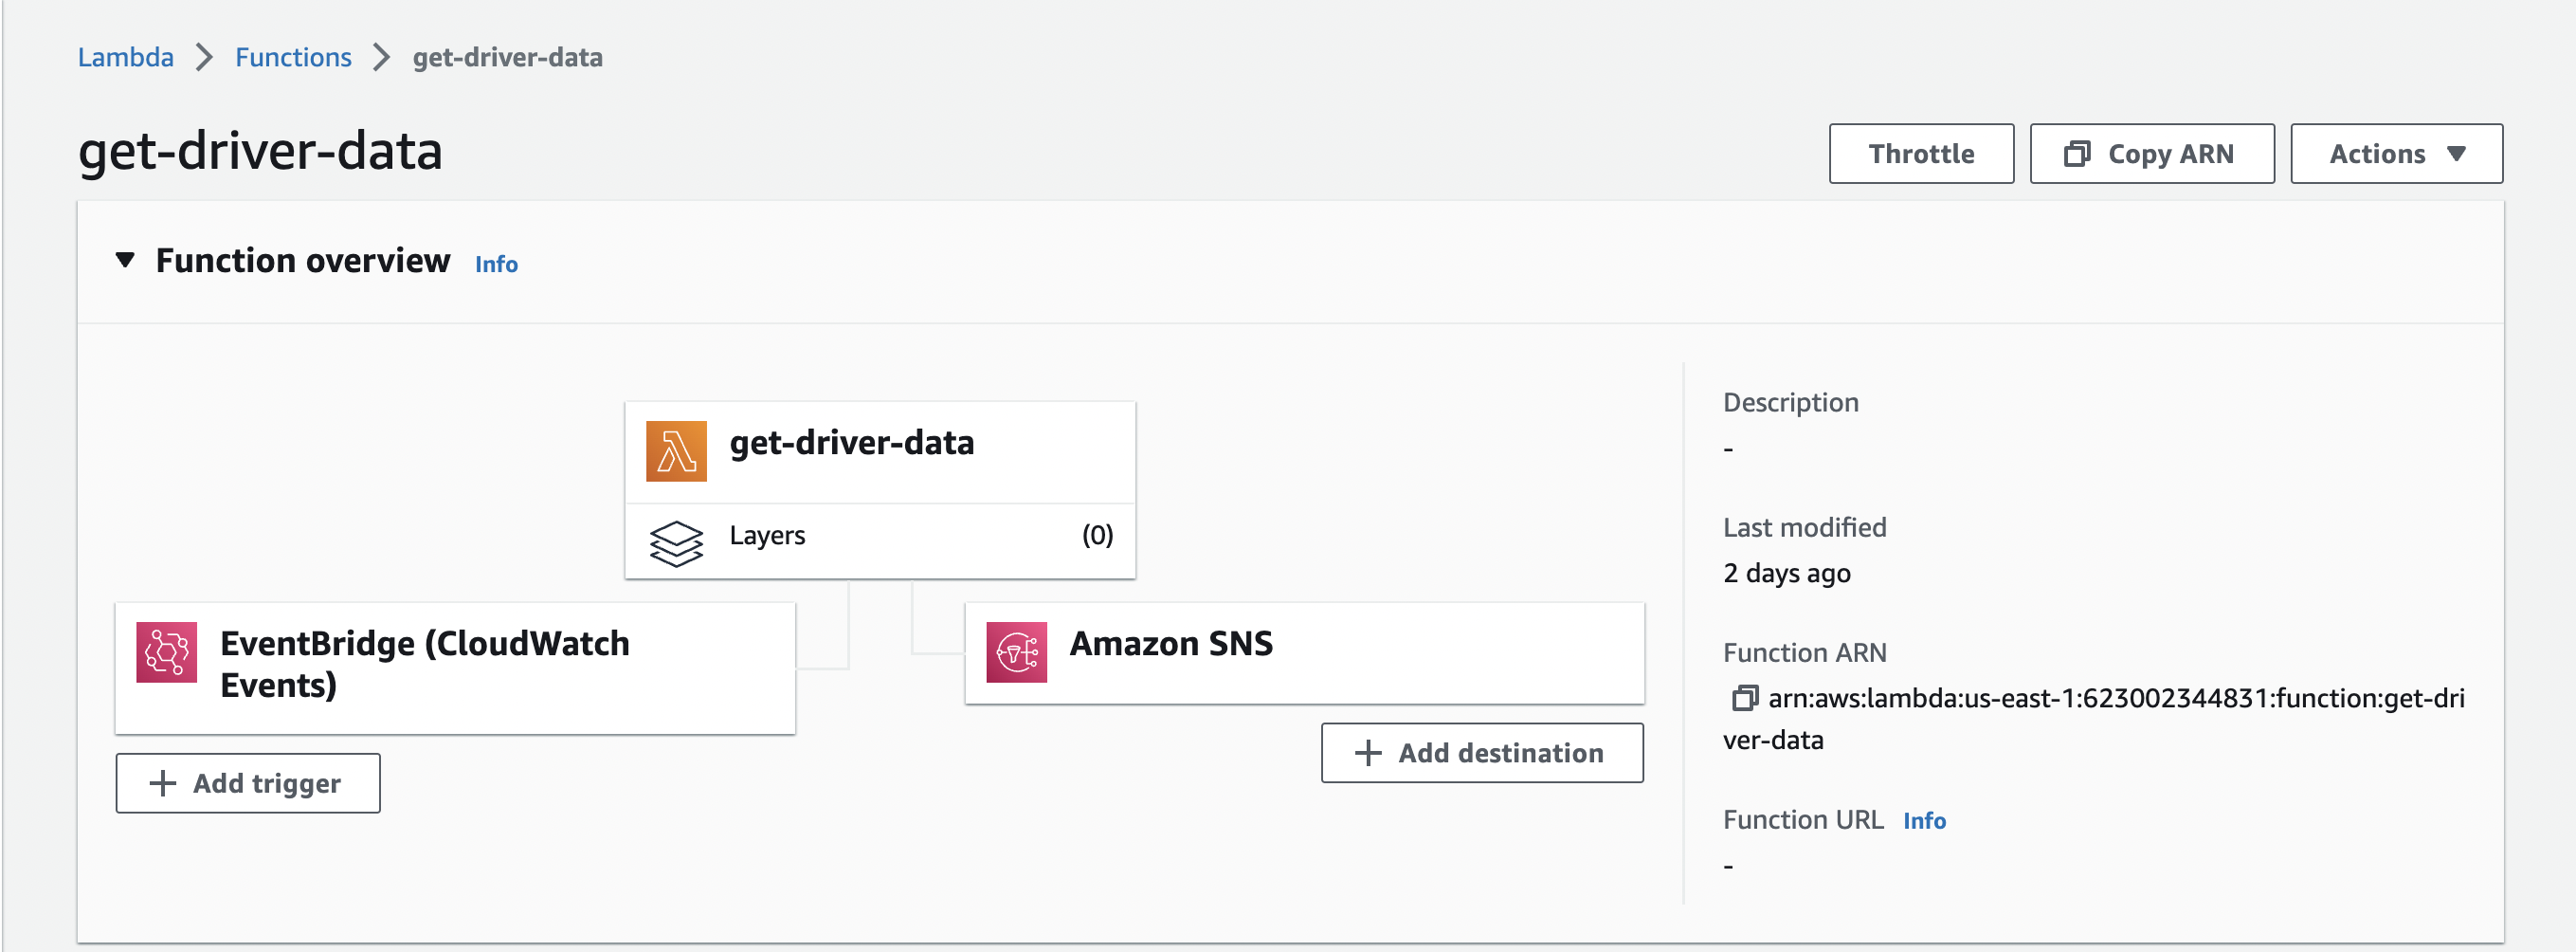 Lambda > Functions > get-driver-data
get-driver-data
Throttle
Copy ARN
Actions
Function overview Info
get-driver-data
Layers (0)
EventBridge (CloudWatch
Events)
Add trigger
Amazon SNS
Add destination
Description
-
Last modified
2 days ago
Function ARN
arn:aws:lambda:us-east-1:623002344831:function:get-dri
ver-data
Function URL Info
-